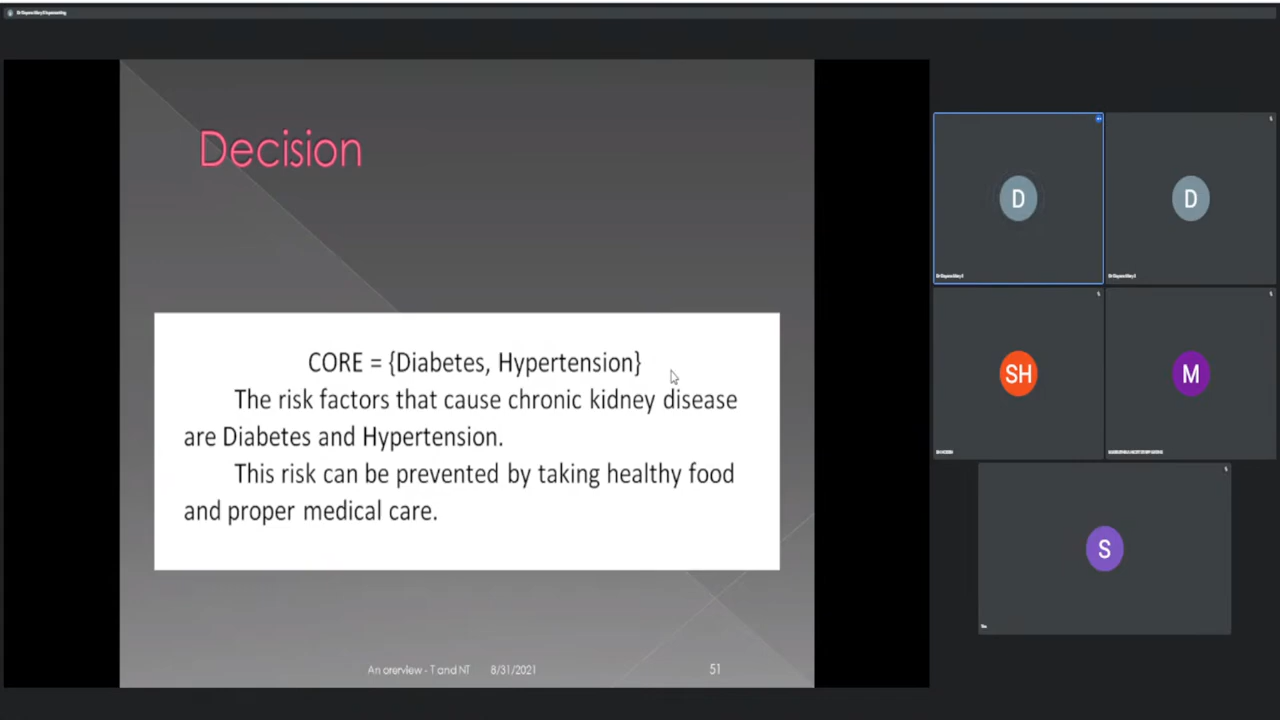 Decision
CORE = {Diabetes, Hypertension}
The risk factors that cause chronic kidney disease
are Diabetes and Hypertension.
This risk can be prevented by taking healthy food
and proper medical care.
An orerview - T and NT 8/31/2021 51
D
D
SH
M
S